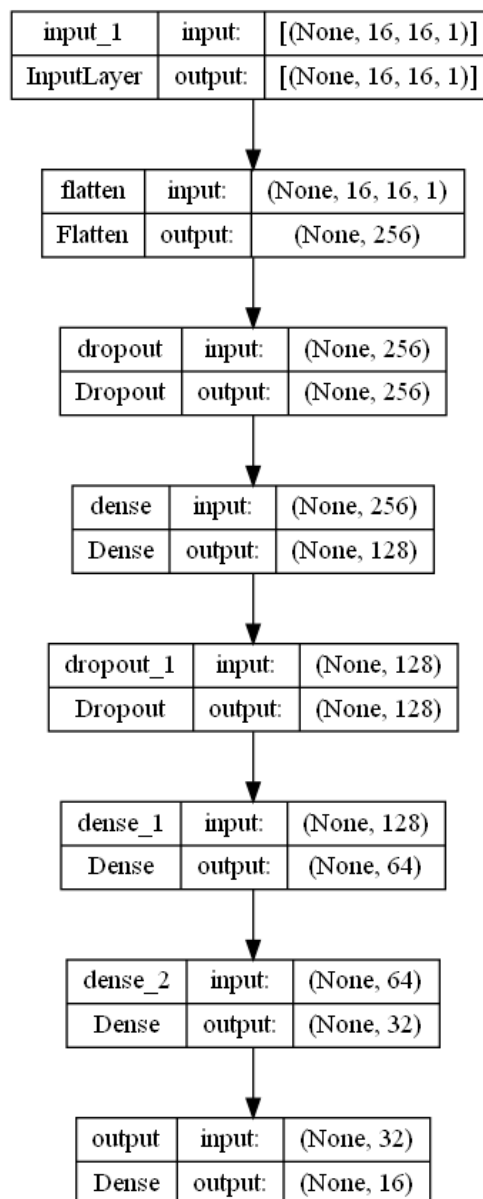 input_1 input: [(None, 16, 16, 1)]
InputLayer output: [(None, 16, 16, 1)]
flatten input: (None, 16, 16, 1)
Flatten output: (None, 256)
dropout input: (None, 256)
Dropout output: (None, 256)
dense input: (None, 256)
Dense output: (None, 128)
dropout_1 input: (None, 128)
Dropout output: (None, 128)
dense_1 input: (None, 128)
Dense output: (None, 64)
dense_2 input: (None, 64)
Dense output: (None, 32)
output input: (None, 32)
Dense output: (None, 16)